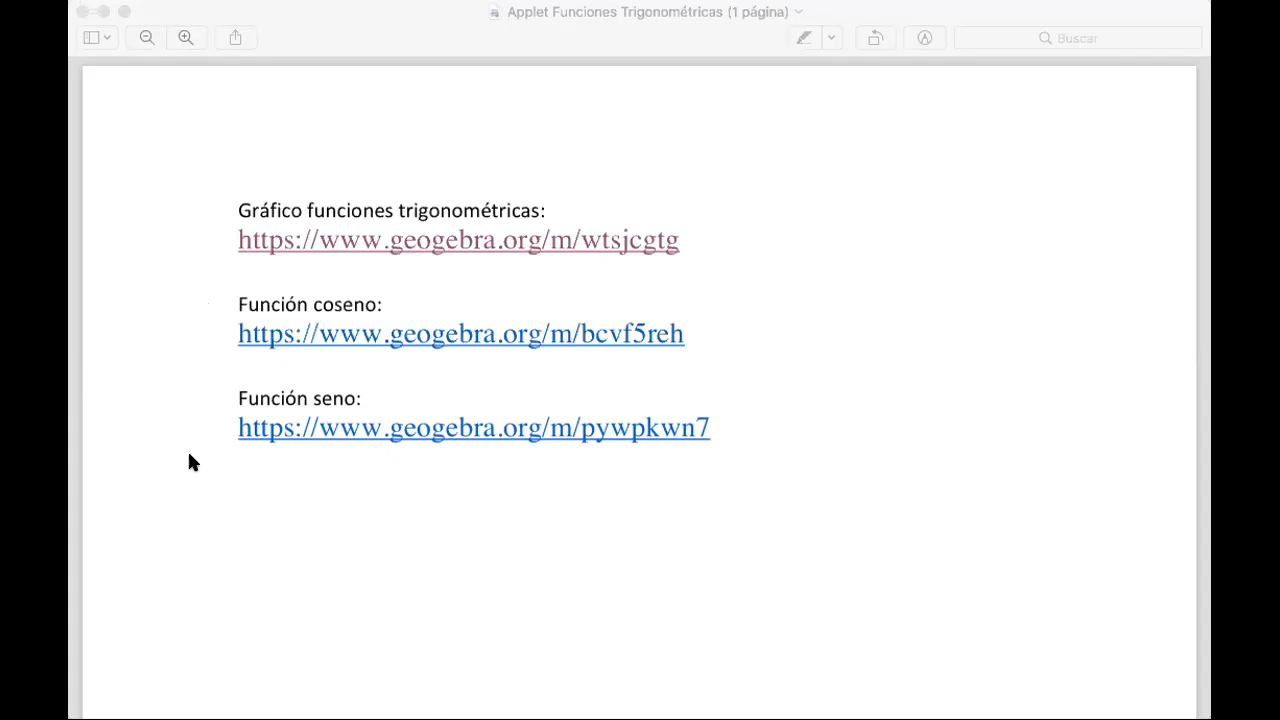 Applet Funciones Trigonométricas (1 página)
Buscar
Gráfico funciones trigonométricas:
https://www.geogebra.org/m/wtsjcgtg
Función coseno:
https://www.geogebra.org/m/bcvf5reh
Función seno:
https://www.geogebra.org/m/pywpkwn7